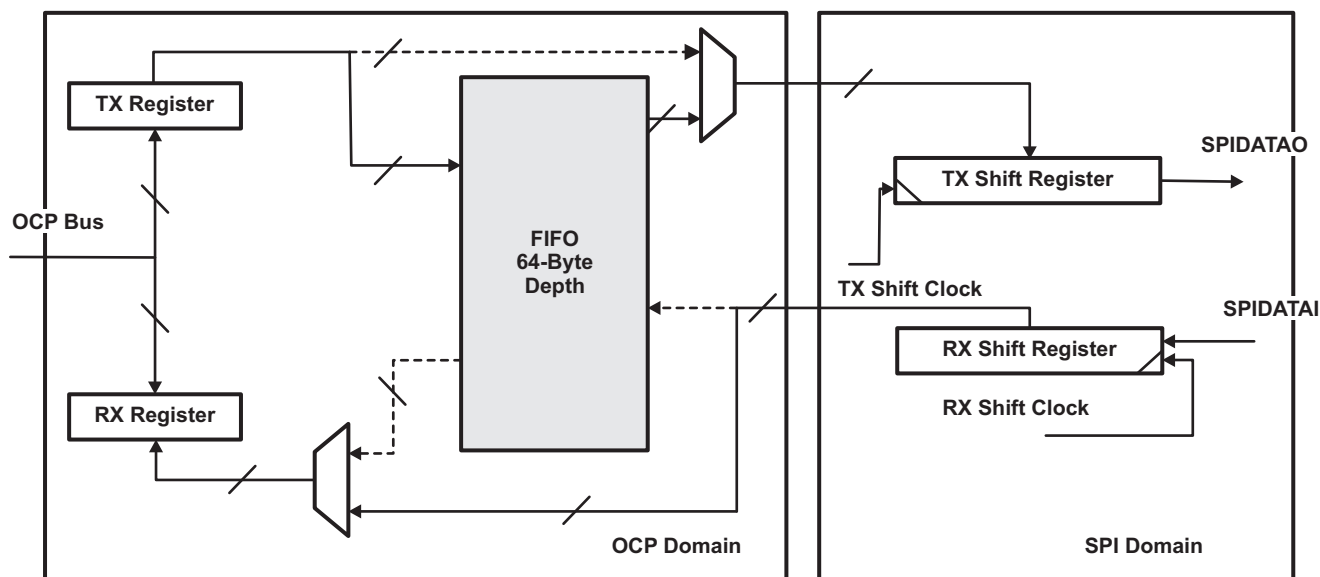 TX Register
SPIDATAO
TX Shift Register
OCP Bus
FIFO
64-Byte
Depth
TX Shift Clock
SPIDATAI
RX Shift Register
RX Register
RX Shift Clock
OCP Domain
SPI Domain